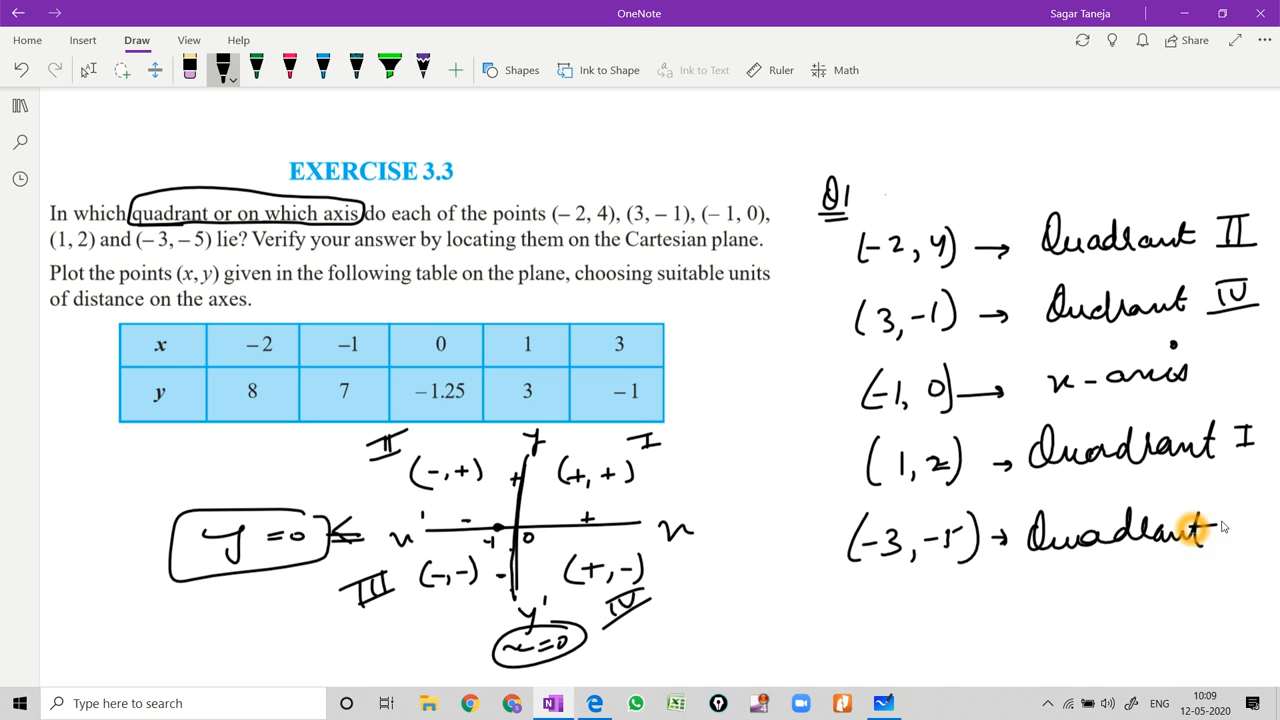 OneNote
Sagar Taneja
Home Insert Draw View Help
Share
Shapes Ink to Shape Ink to Text Ruler Math
EXERCISE 3.3
In which quadrant or on which axis do each of the points (– 2, 4), (3, – 1), (– 1, 0),
(1, 2) and (– 3, – 5) lie? Verify your answer by locating them on the Cartesian plane.
Plot the points (x, y) given in the following table on the plane, choosing suitable units
of distance on the axes.
x – 2 –1 0 1 3
y 8 7 – 1.25 3 – 1
II y I
(-,+) + (+,+)
y = 0 <= x' - -1 0 + x
III (-,-) - (+,-) IV
y'
x=0
Q1
(-2, 4) → Quadrant II
(3, -1) → Qudrant IV
(-1, 0) → x-axis
(1, 2) → Quadrant I
(-3, -5) → Quadrant
Type here to search
ENG
10:09
12-05-2020